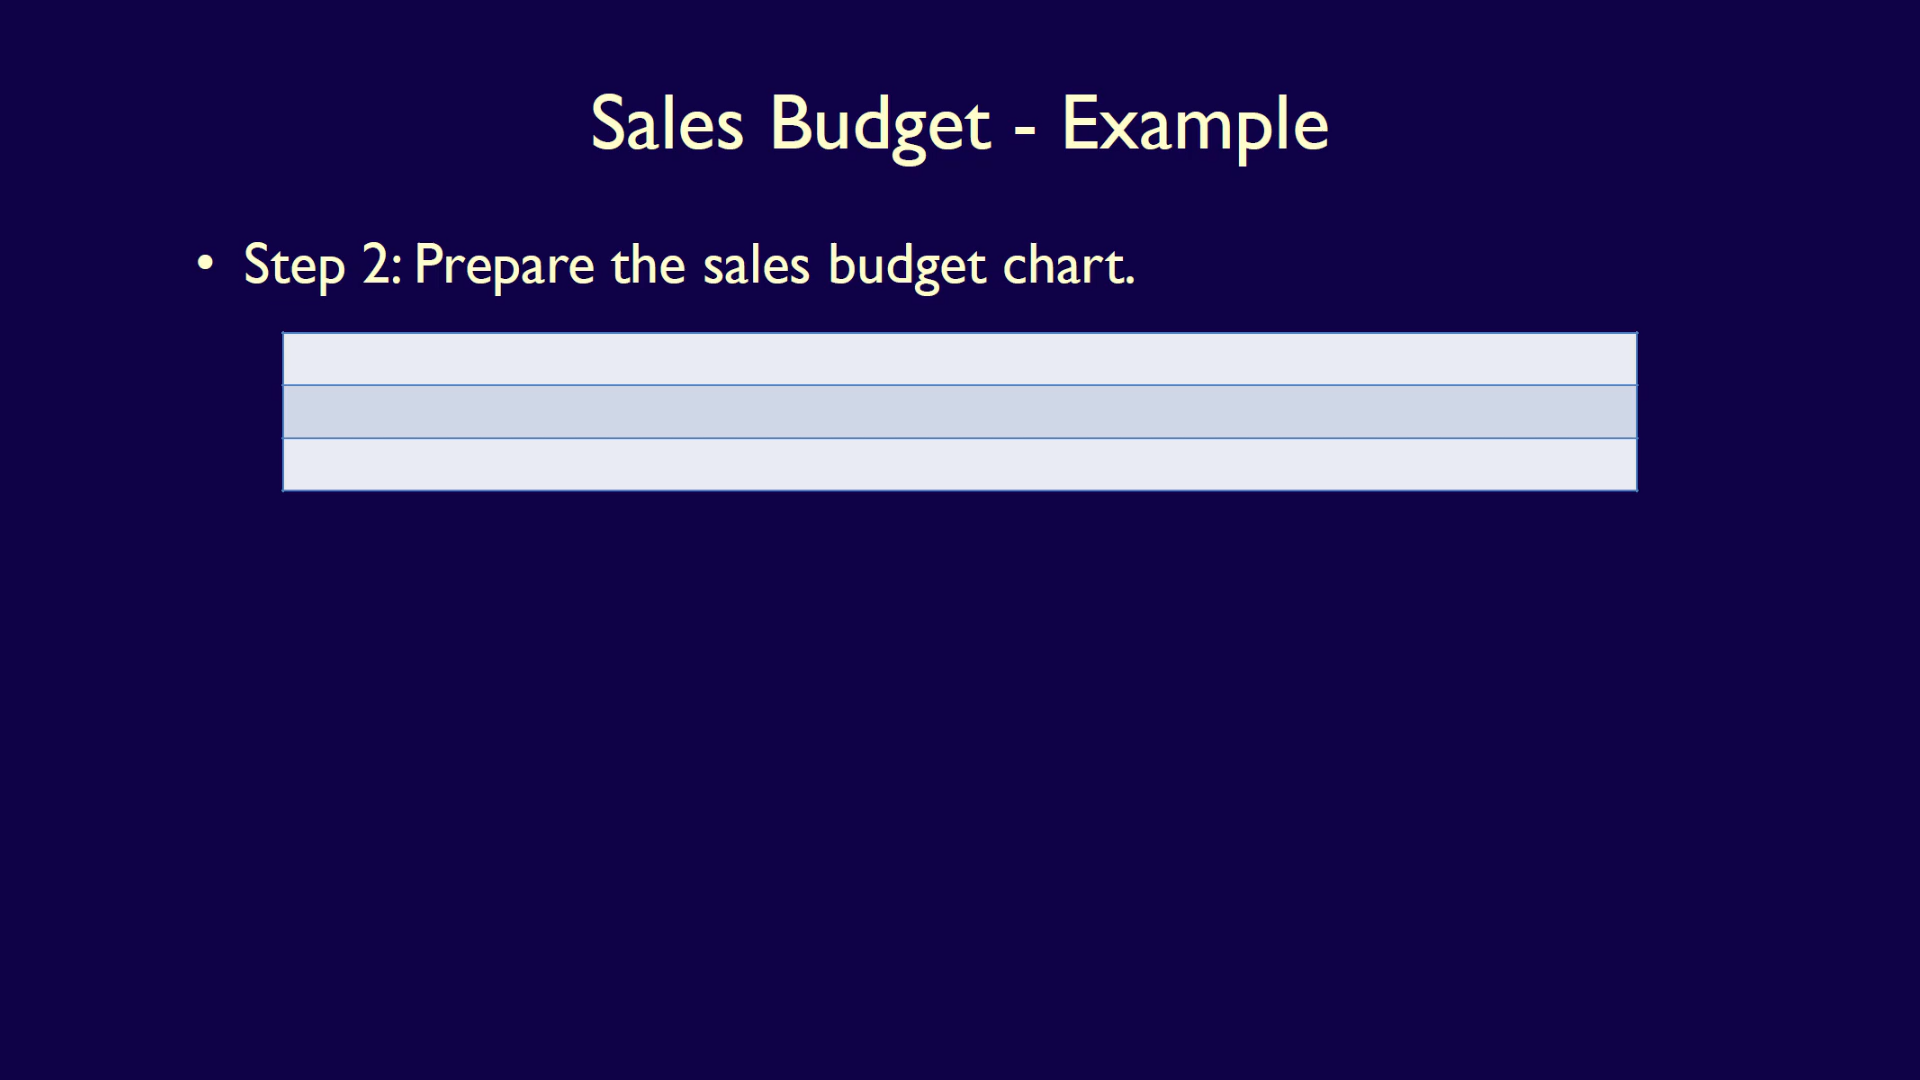 Sales Budget - Example
• Step 2: Prepare the sales budget chart.